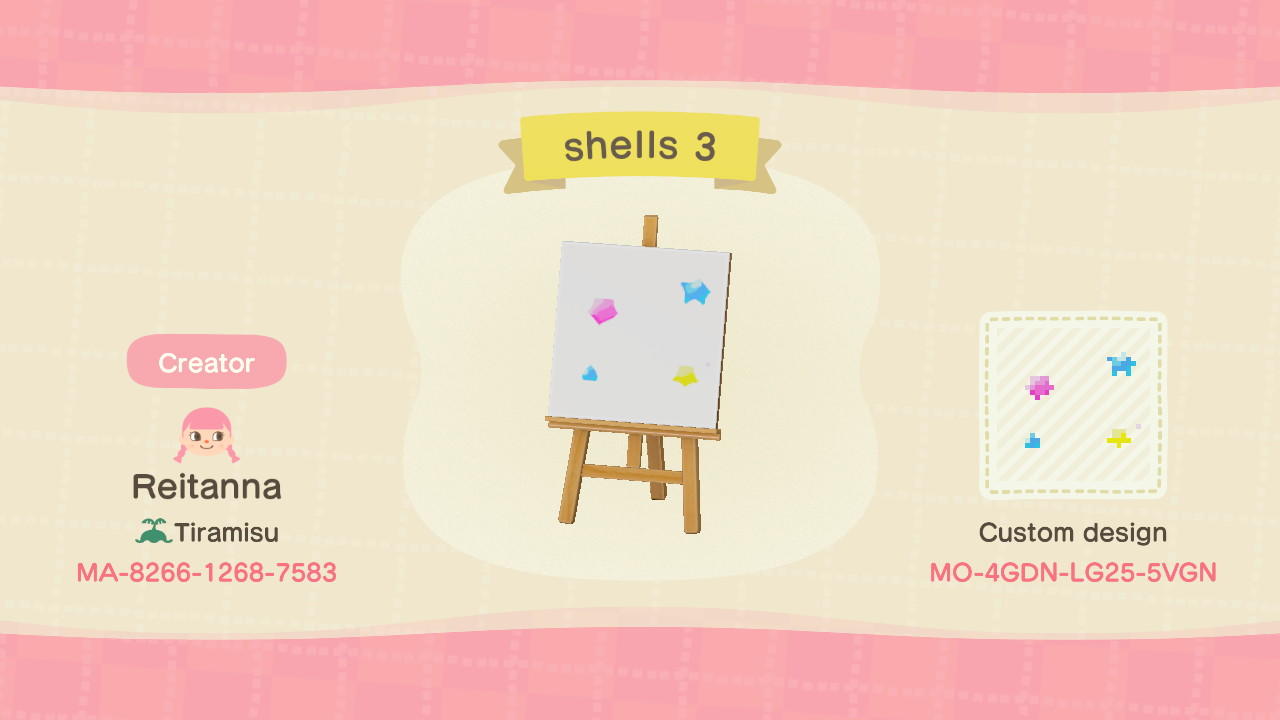 shells 3
Creator
Reitanna
Tiramisu
MA-8266-1268-7583
Custom design
MO-4GDN-LG25-5VGN